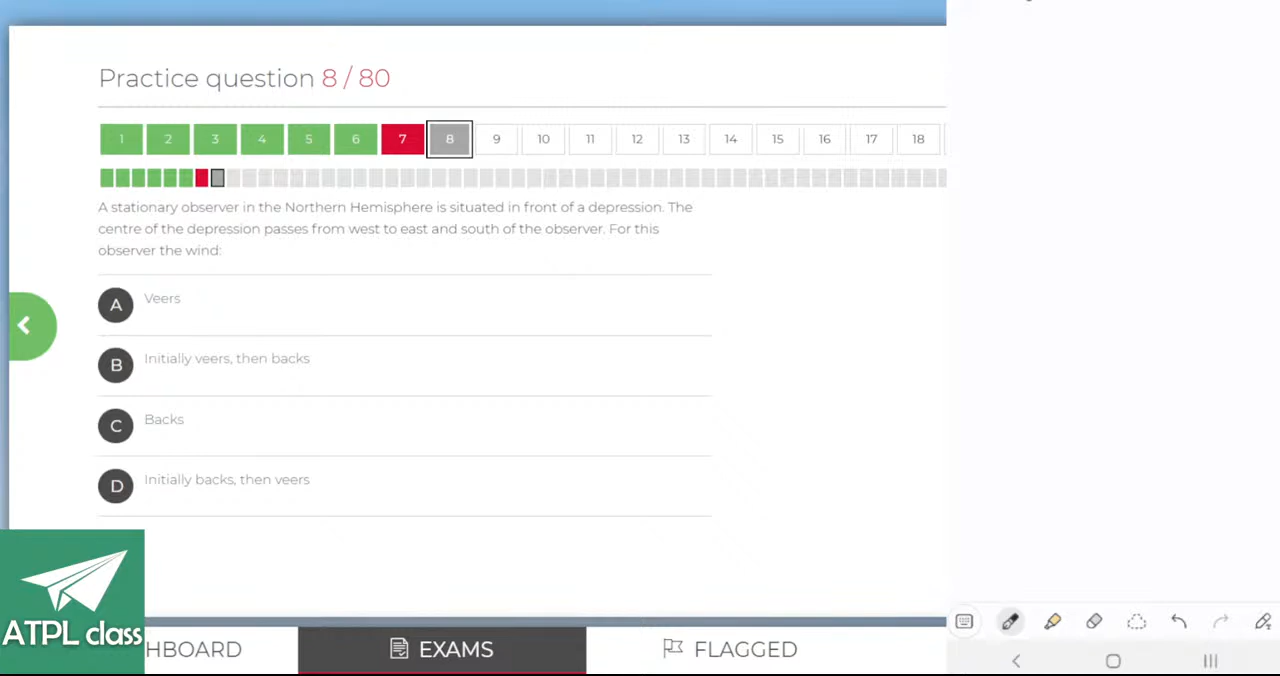 Practice question 8 / 80
1 2 3 4 5 6 7 8 9 10 11 12 13 14 15 16 17 18
A stationary observer in the Northern Hemisphere is situated in front of a depression. The
centre of the depression passes from west to east and south of the observer. For this
observer the wind:
A Veers
B Initially veers, then backs
C Backs
D Initially backs, then veers
ATPL class
HBOARD EXAMS FLAGGED